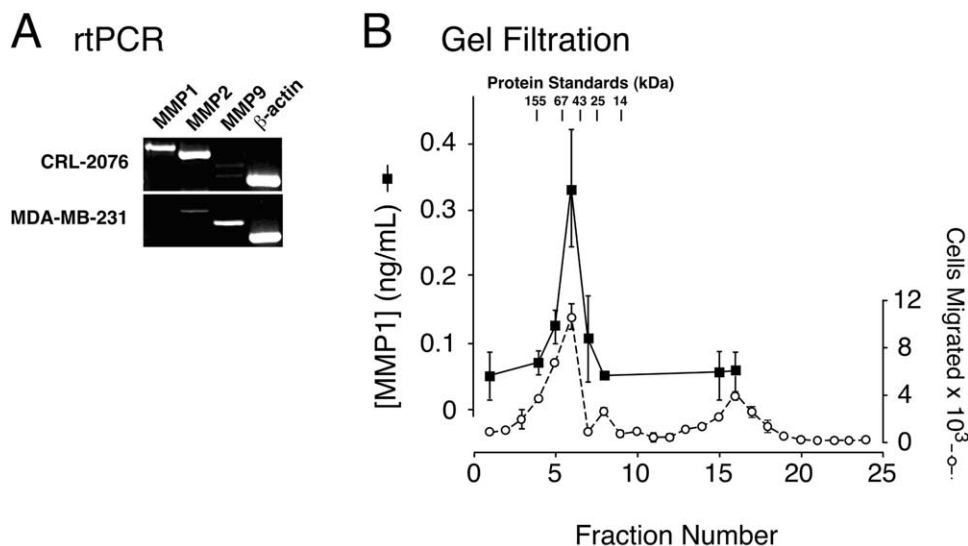 A rtPCR
MMP1 MMP2 MMP9 β-actin
CRL-2076
MDA-MB-231
B Gel Filtration
Protein Standards (kDa)
155 67 43 25 14
[MMP1] (ng/mL)
0.4
0.3
0.2
0.1
0
12
8
4
0
Cells Migrated x 10³
0 5 10 15 20 25
Fraction Number